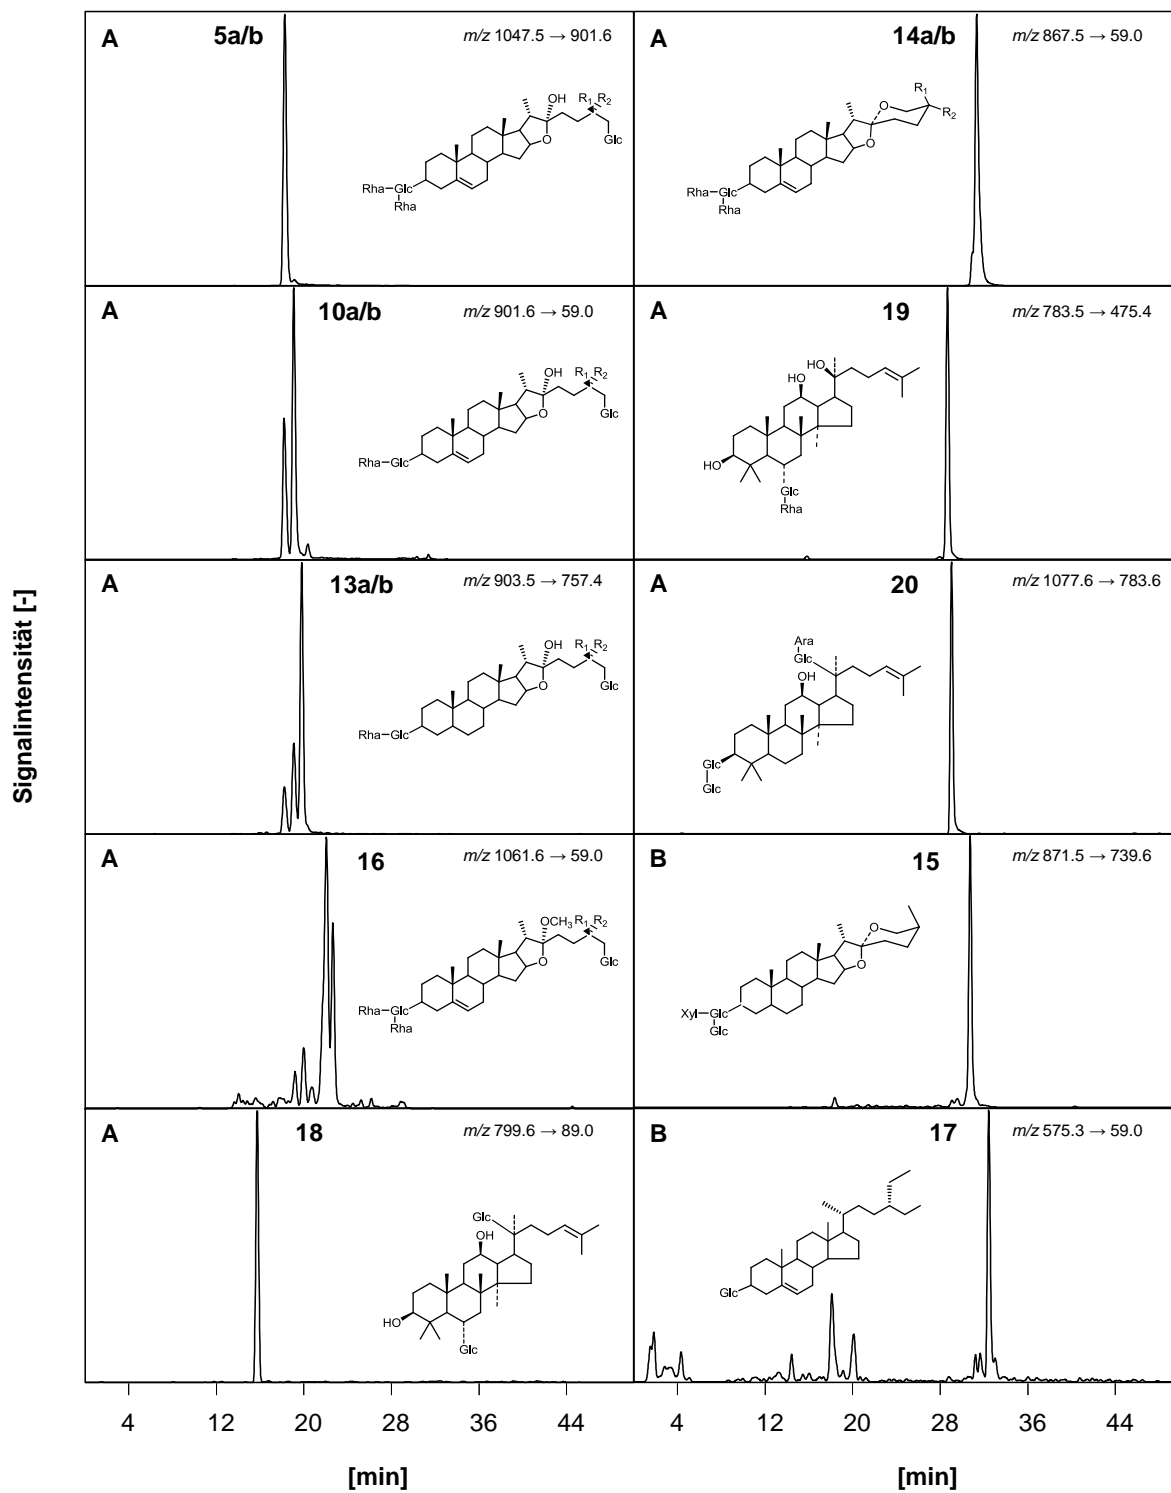 Signalintensität [-]
A
5a/b
m/z 1047.5 → 901.6
OH
R1 R2
O
Glc
Rha Glc
Rha
A
14a/b
m/z 867.5 → 59.0
R1
O
R2
O
Rha Glc
Rha
A
10a/b
m/z 901.6 → 59.0
OH
R1 R2
O
Glc
Rha Glc
A
19
m/z 783.5 → 475.4
HO
HO
HO
Glc
Rha
A
13a/b
m/z 903.5 → 757.4
OH
R1 R2
O
Glc
Rha Glc
A
20
m/z 1077.6 → 783.6
Ara
Glc
OH
Glc
Glc
A
16
m/z 1061.6 → 59.0
OCH3 R1 R2
O
Glc
Rha Glc
Rha
B
15
m/z 871.5 → 739.6
O
O
Xyl Glc
Glc
A
18
m/z 799.6 → 89.0
Glc
OH
HO
Glc
B
17
m/z 575.3 → 59.0
Glc
4 12 20 28 36 44
[min]
4 12 20 28 36 44
[min]